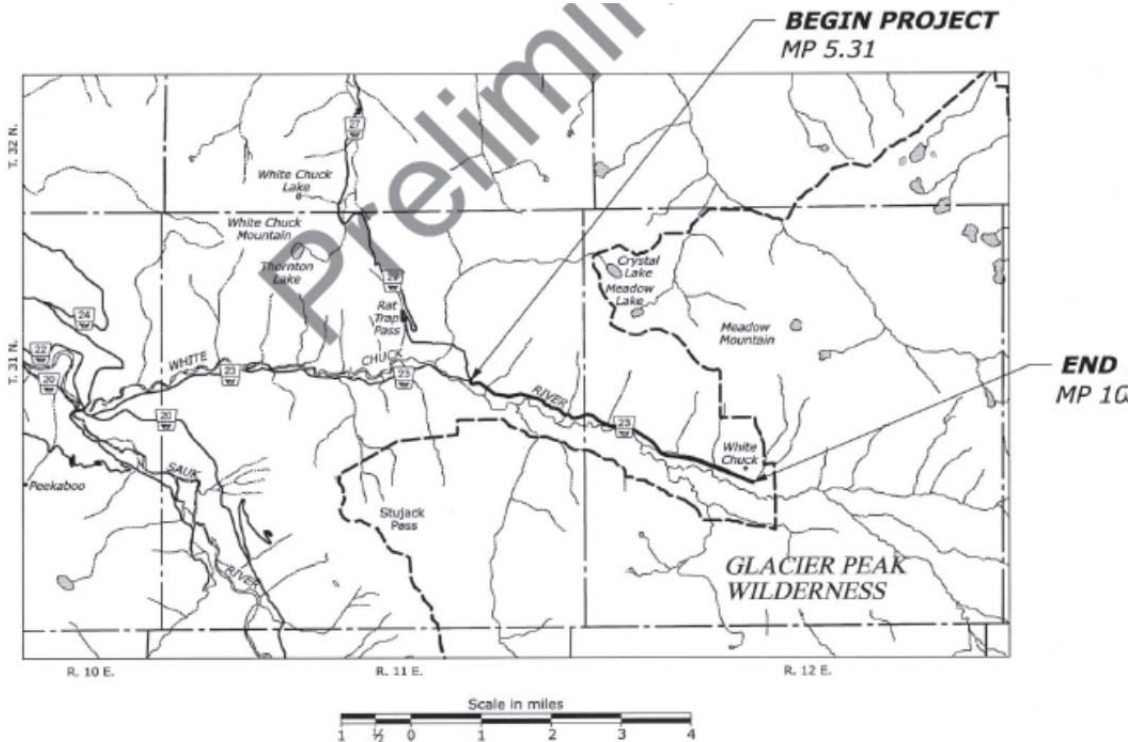 BEGIN PROJECT
MP 5.31
Prelimi
T. 32 N.
27
White Chuck
Lake
White Chuck
Mountain
Thornton
Lake
Crystal
Lake
Meadow
Lake
Rat
Trap
Pass
24
Meadow
Mountain
T. 31 N.
22
20
WHITE
23
CHUCK
23
END
MP 10
RIVER
20
23
White
Chuck
SAUK
Peekaboo
Stujack
Pass
GLACIER PEAK
WILDERNESS
RIVER
R. 10 E.
R. 11 E.
R. 12 E.
Scale in miles
1 ½ 0 1 2 3 4